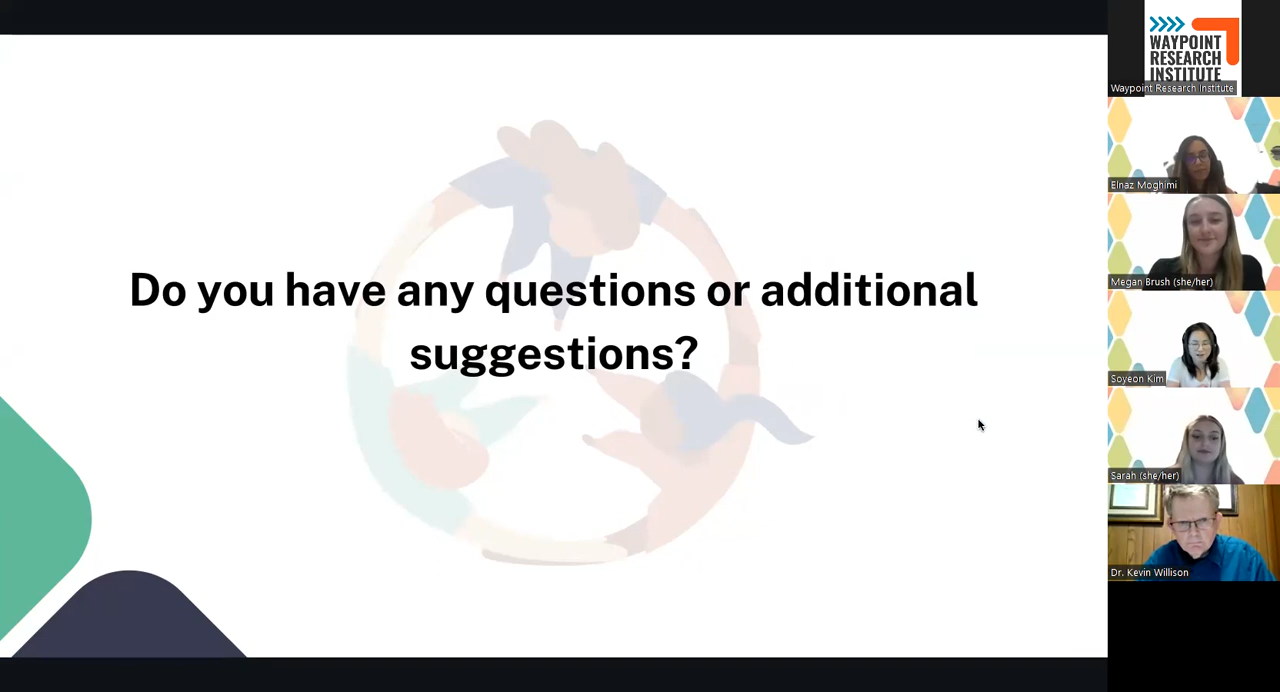 Do you have any questions or additional
suggestions?
WAYPOINT
RESEARCH
INSTITUTE
Waypoint Research Institute
Elnaz Moghimi
Megan Brush (she/her)
Soyeon Kim
Sarah (she/her)
Dr. Kevin Willison